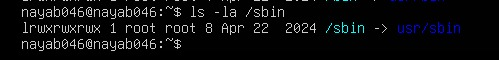 nayab046@nayab046:~$ ls -la /sbin
lrwxrwxrwx 1 root root 8 Apr 22  2024 /sbin -> usr/sbin
nayab046@nayab046:~$